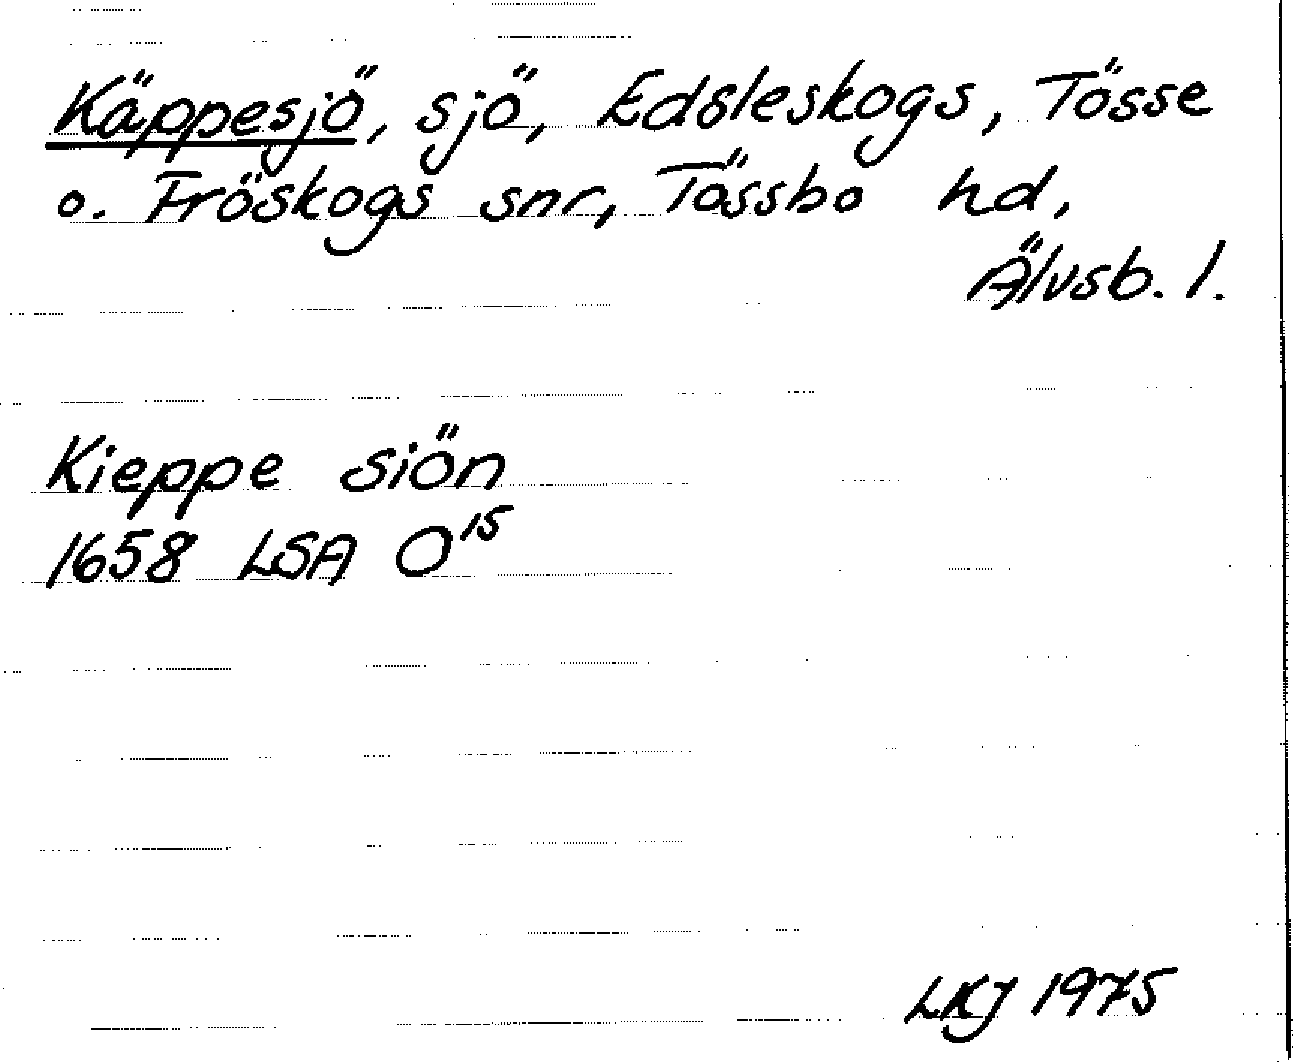 Käppesjö, sjö, Edsleskogs, Tösse
o. Fröskogs snr, Tössbo hd,
Älvsb. l.
Kieppe siön
1658 LSA O15
LKJ 1975